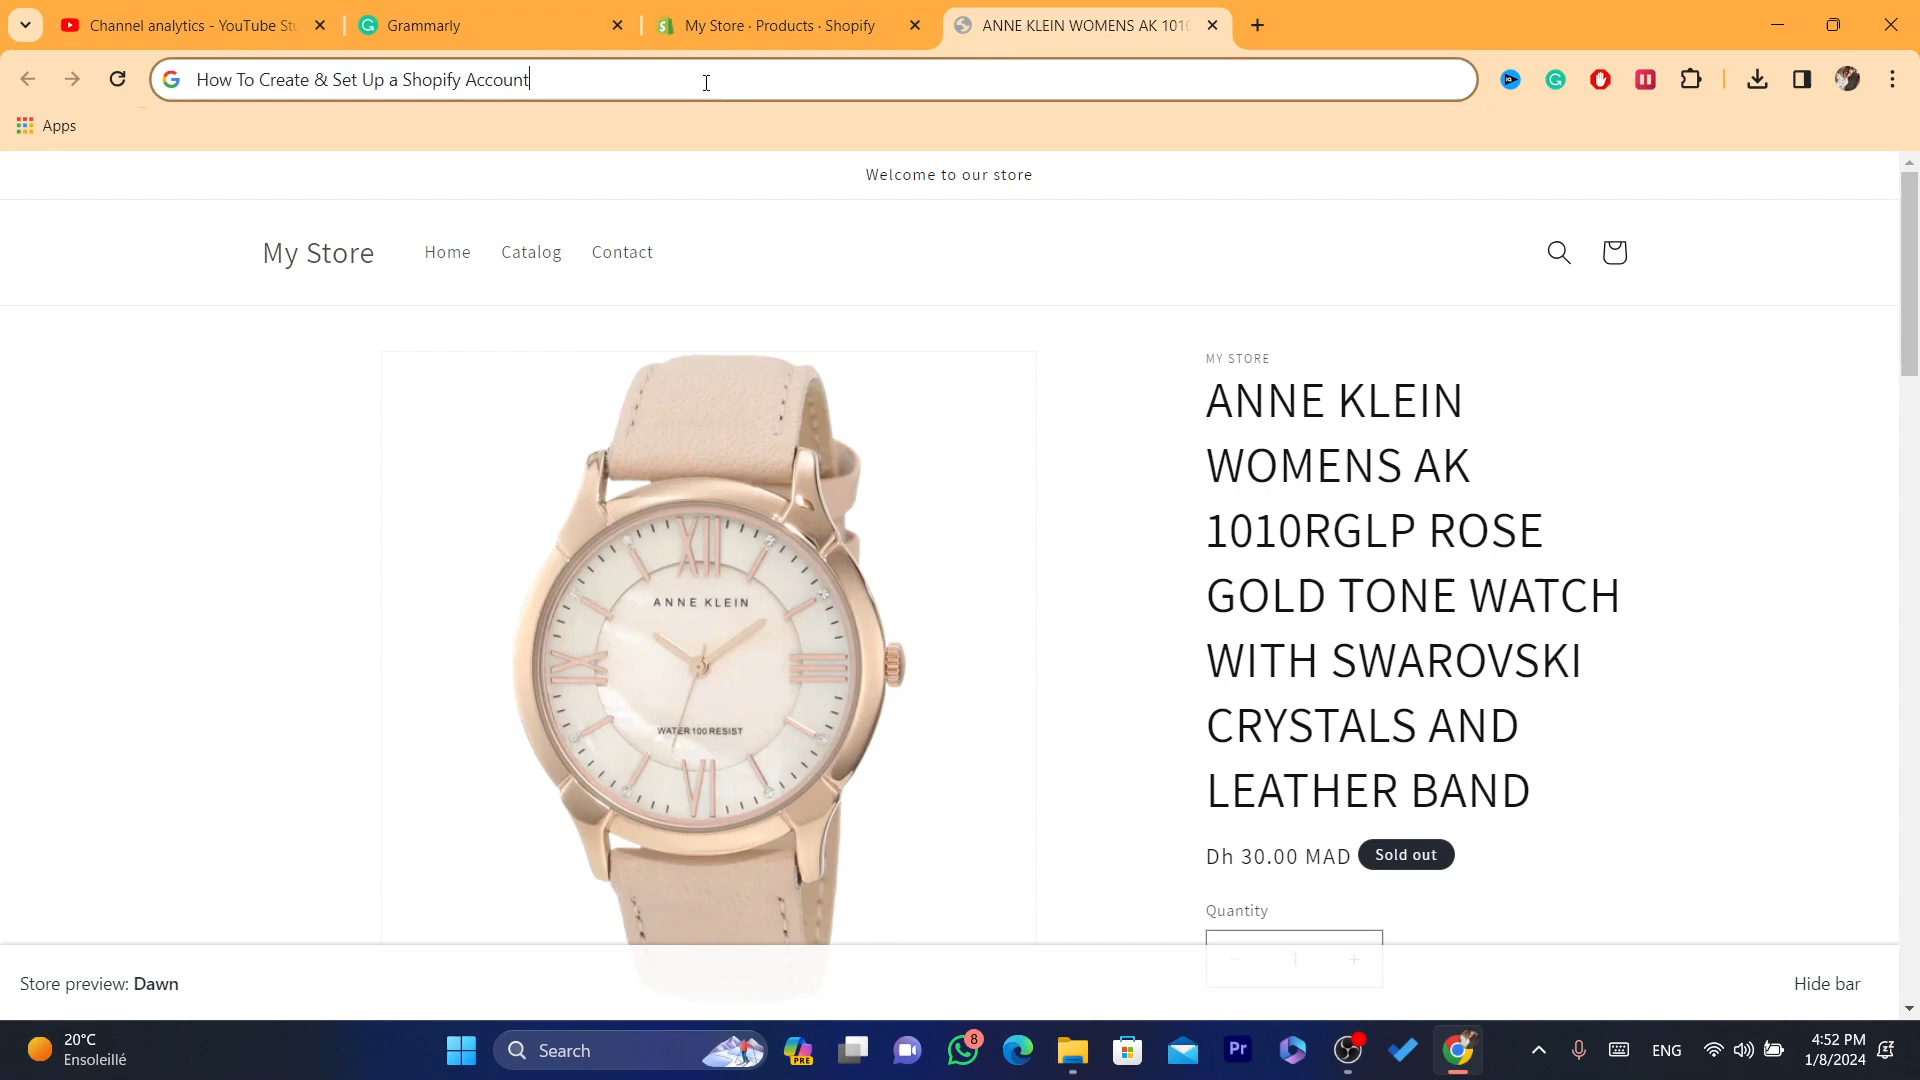 Channel analytics - YouTube Stu
Grammarly
My Store · Products · Shopify
ANNE KLEIN WOMENS AK 1010
How To Create & Set Up a Shopify Account
Apps
Welcome to our store
My Store
Home
Catalog
Contact
MY STORE
ANNE KLEIN
WOMENS AK
1010RGLP ROSE
GOLD TONE WATCH
WITH SWAROVSKI
CRYSTALS AND
LEATHER BAND
Dh 30.00 MAD
Sold out
Quantity
− 1 +
ANNE KLEIN
WATER 100 RESIST
XII
III
VI
IX
Store preview: Dawn
Hide bar
20°C
Ensoleillé
Search
PRE
8
Pr
ENG
4:52 PM
1/8/2024